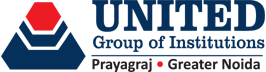 UNITED
Group of Institutions
Prayagraj • Greater Noida